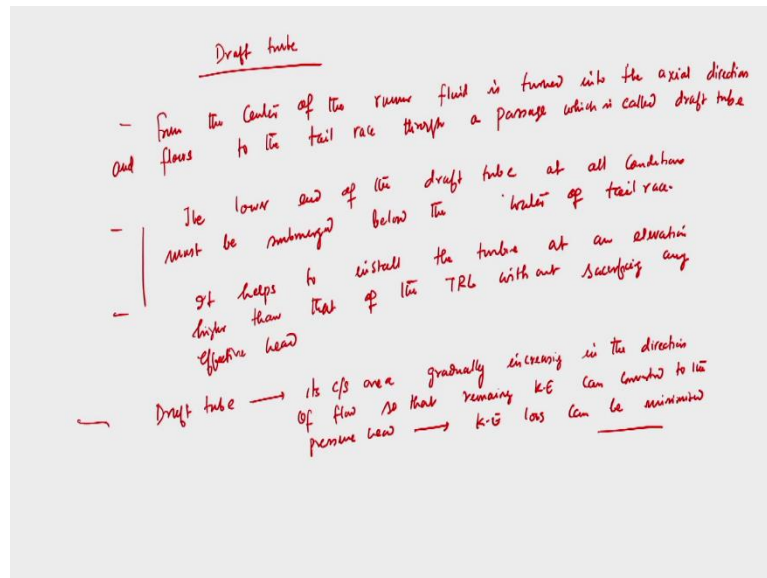 Draft tube
- From the Center of the runner fluid is turned into the axial direction
and flows to the tail race through a passage which is called draft tube
- The lower end of the draft tube at all Conditions
must be submerged below the water of tail race.
- It helps to install the turbine at an elevation
higher than that of the TRL without sacrificing any
effective head
- Draft tube → its c/s area gradually increasing in the direction
of flow so that remaining K.E can converted to the
pressure head → K.E loss can be minimized